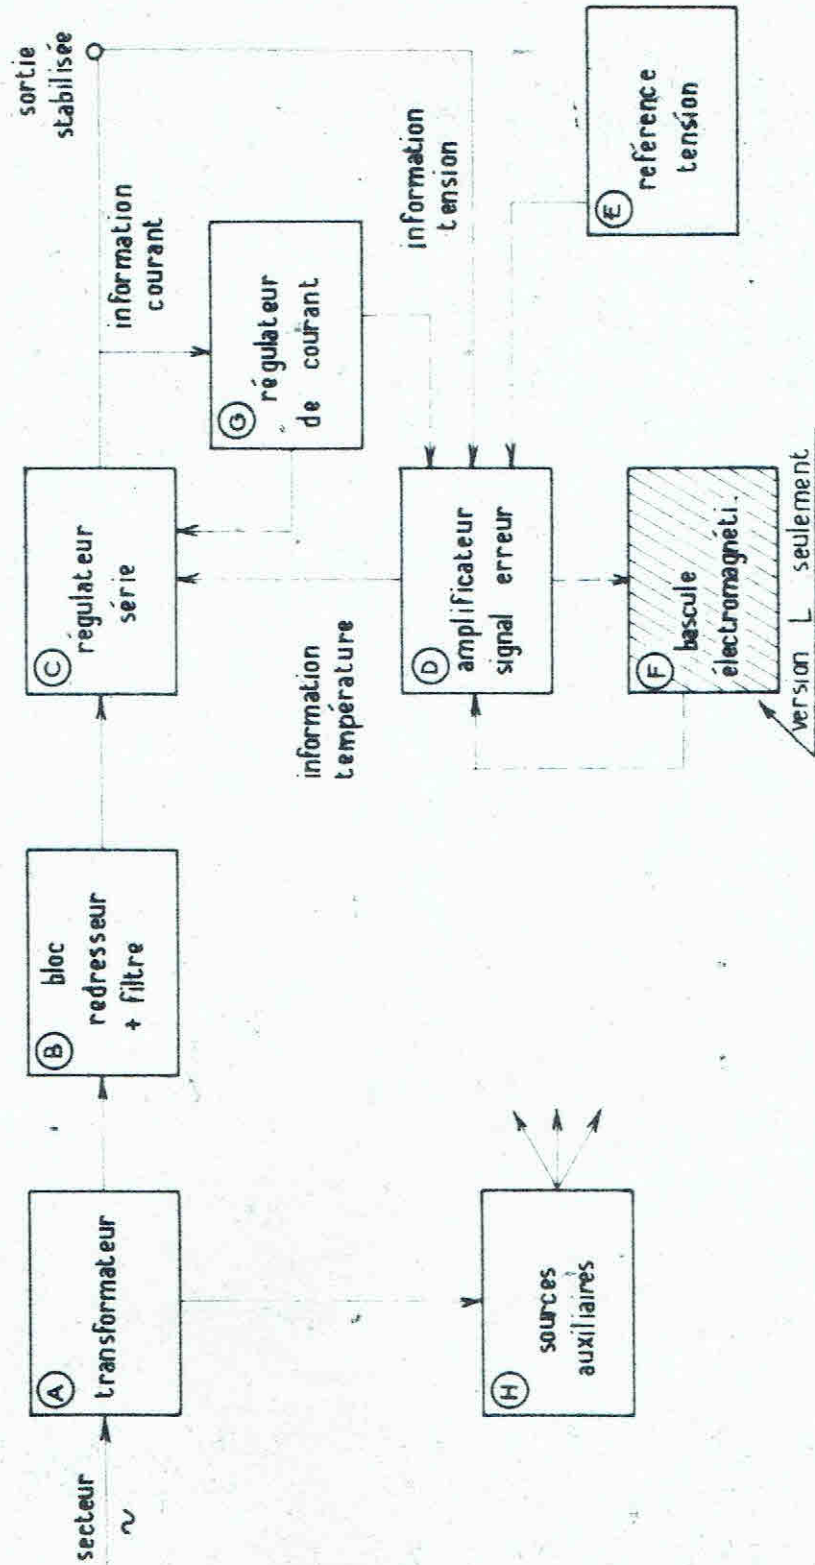 secteur
~
A
transformateur
B
bloc
redresseur
+ filtre
C
régulateur
série
sortie
stabilisée
information
courant
G
régulateur
de courant
information
température
information
tension
D
amplificateur
signal erreur
H
sources
auxiliaires
F
bascule
électromagnéti.
version L seulement
E
reférence
tension